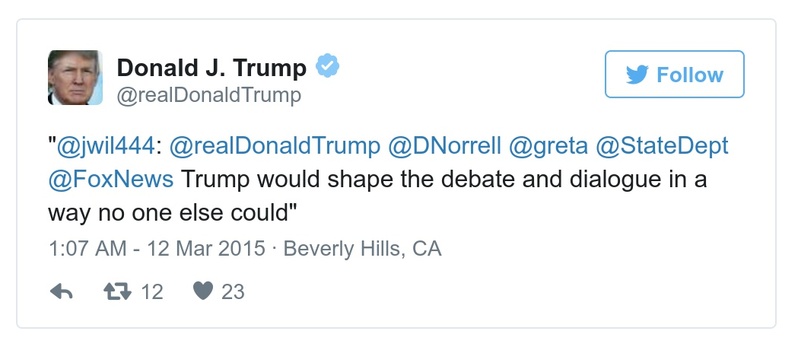 Donald J. Trump
@realDonaldTrump
Follow
"@jwil444: @realDonaldTrump @DNorrell @greta @StateDept
@FoxNews Trump would shape the debate and dialogue in a
way no one else could"
1:07 AM - 12 Mar 2015 · Beverly Hills, CA
12 23